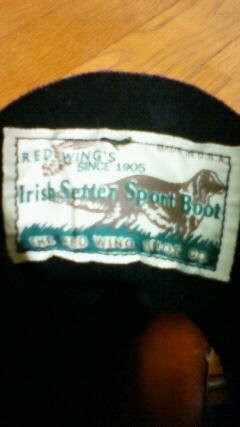 RED WING'S
SINCE 1905
MADE IN U.S.A.
Irish Setter Sport Boot
THE RED WING SHOE CO